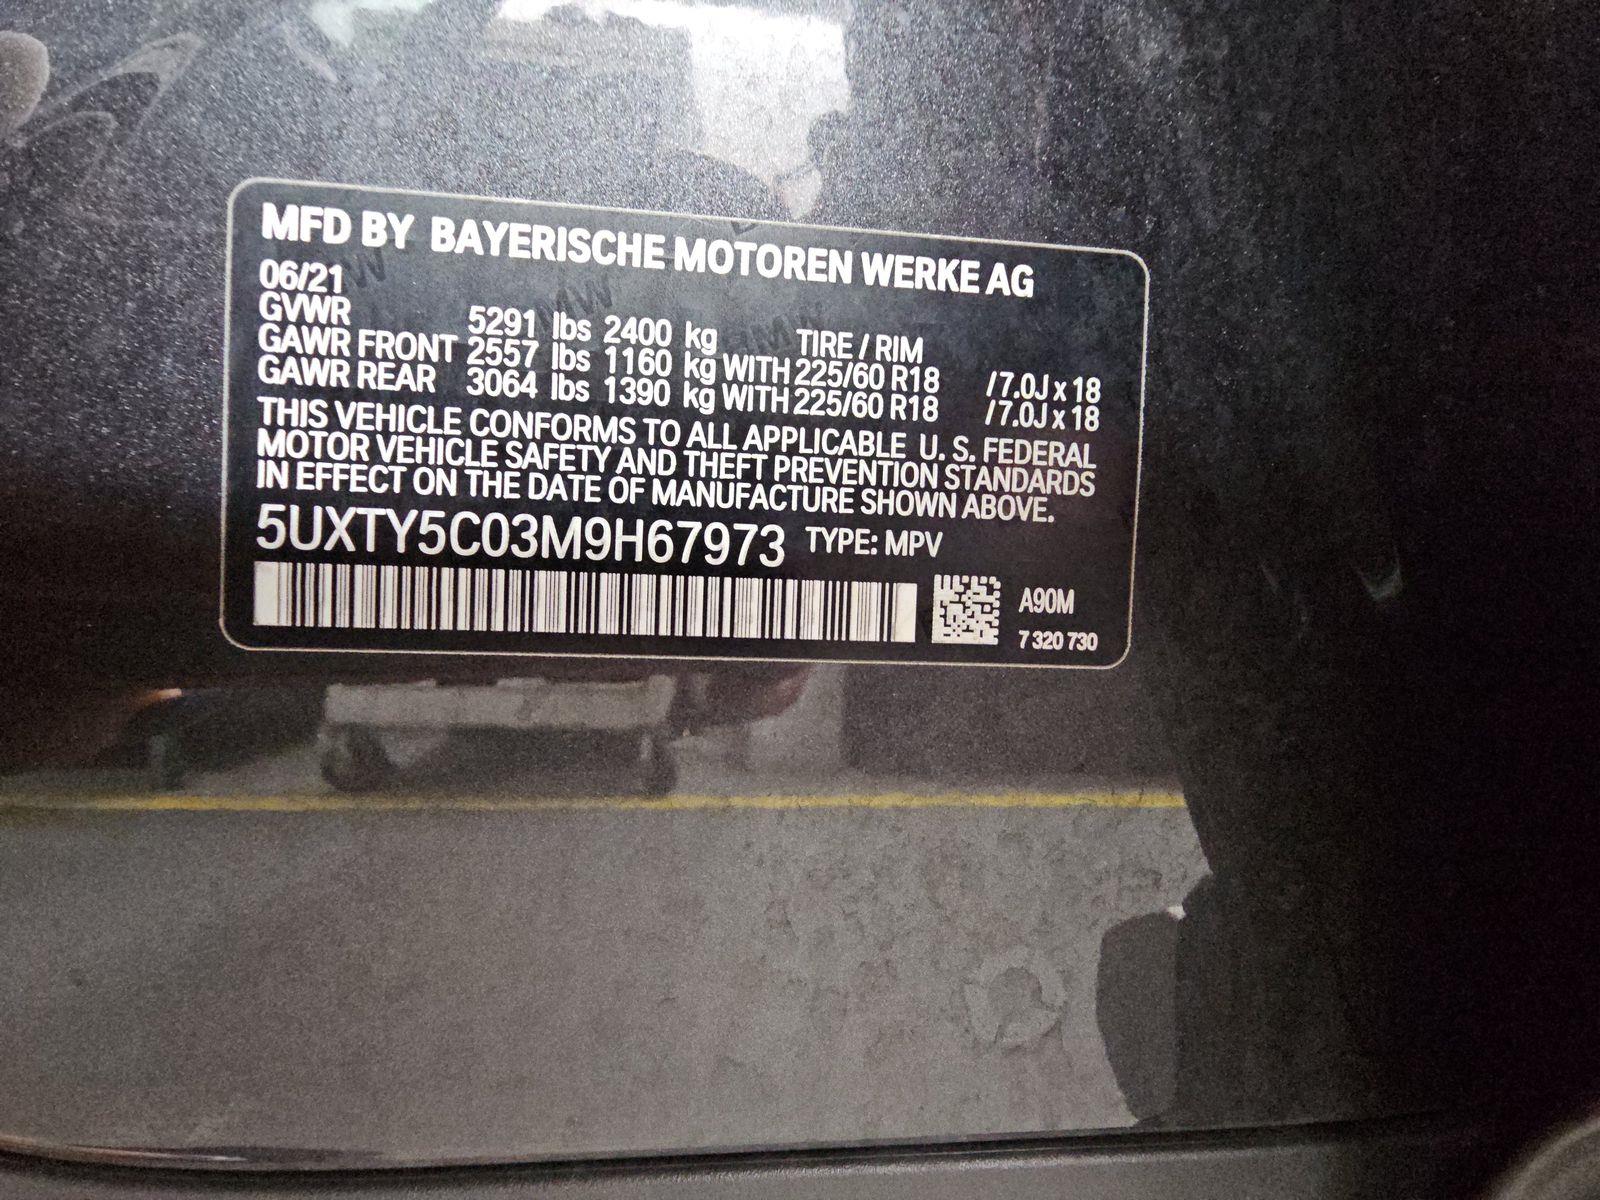 MFD BY BAYERISCHE MOTOREN WERKE AG
06/21
GVWR 5291 lbs 2400 kg TIRE / RIM
GAWR FRONT 2557 lbs 1160 kg WITH 225/60 R18 /7.0J x 18
GAWR REAR 3064 lbs 1390 kg WITH 225/60 R18 /7.0J x 18
THIS VEHICLE CONFORMS TO ALL APPLICABLE U. S. FEDERAL
MOTOR VEHICLE SAFETY AND THEFT PREVENTION STANDARDS
IN EFFECT ON THE DATE OF MANUFACTURE SHOWN ABOVE.
5UXTY5C03M9H67973 TYPE: MPV
A90M
7 320 730